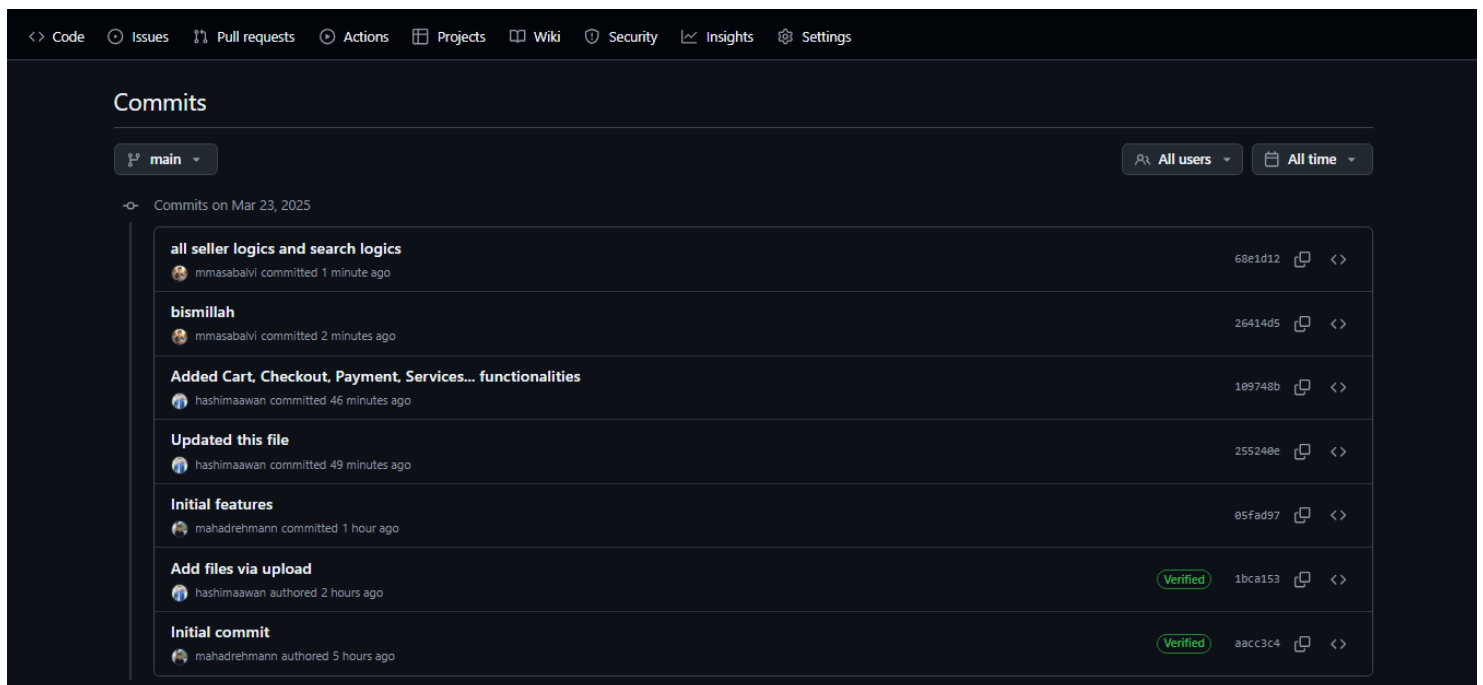 Code Issues Pull requests Actions Projects Wiki Security Insights Settings
Commits
main All users All time
Commits on Mar 23, 2025
all seller logics and search logics
mmasabalvi committed 1 minute ago
68e1d12
bismillah
mmasabalvi committed 2 minutes ago
26414d5
Added Cart, Checkout, Payment, Services... functionalities
hashimaawan committed 46 minutes ago
109748b
Updated this file
hashimaawan committed 49 minutes ago
255240e
Initial features
mahadrehmann committed 1 hour ago
05fad97
Add files via upload
hashimaawan authored 2 hours ago
Verified 1bca153
Initial commit
mahadrehmann authored 5 hours ago
Verified aacc3c4